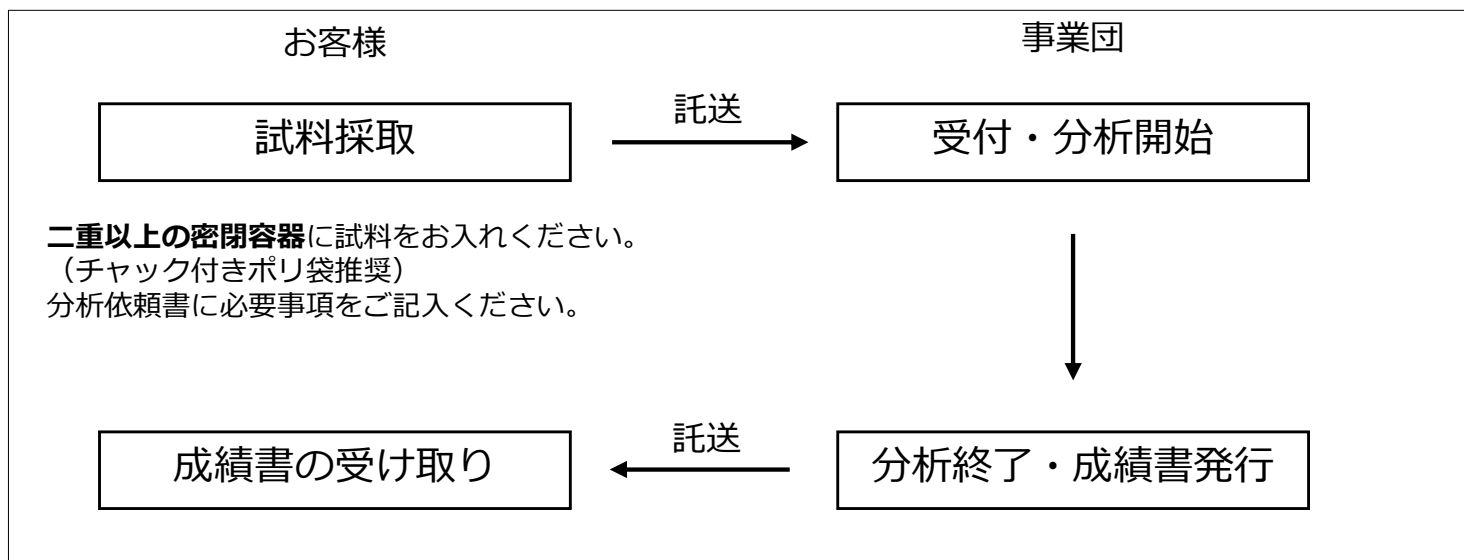 お客様
事業団
試料採取
託送
受付・分析開始
二重以上の密閉容器に試料をお入れください。
（チャック付きポリ袋推奨）
分析依頼書に必要事項をご記入ください。
成績書の受け取り
託送
分析終了・成績書発行